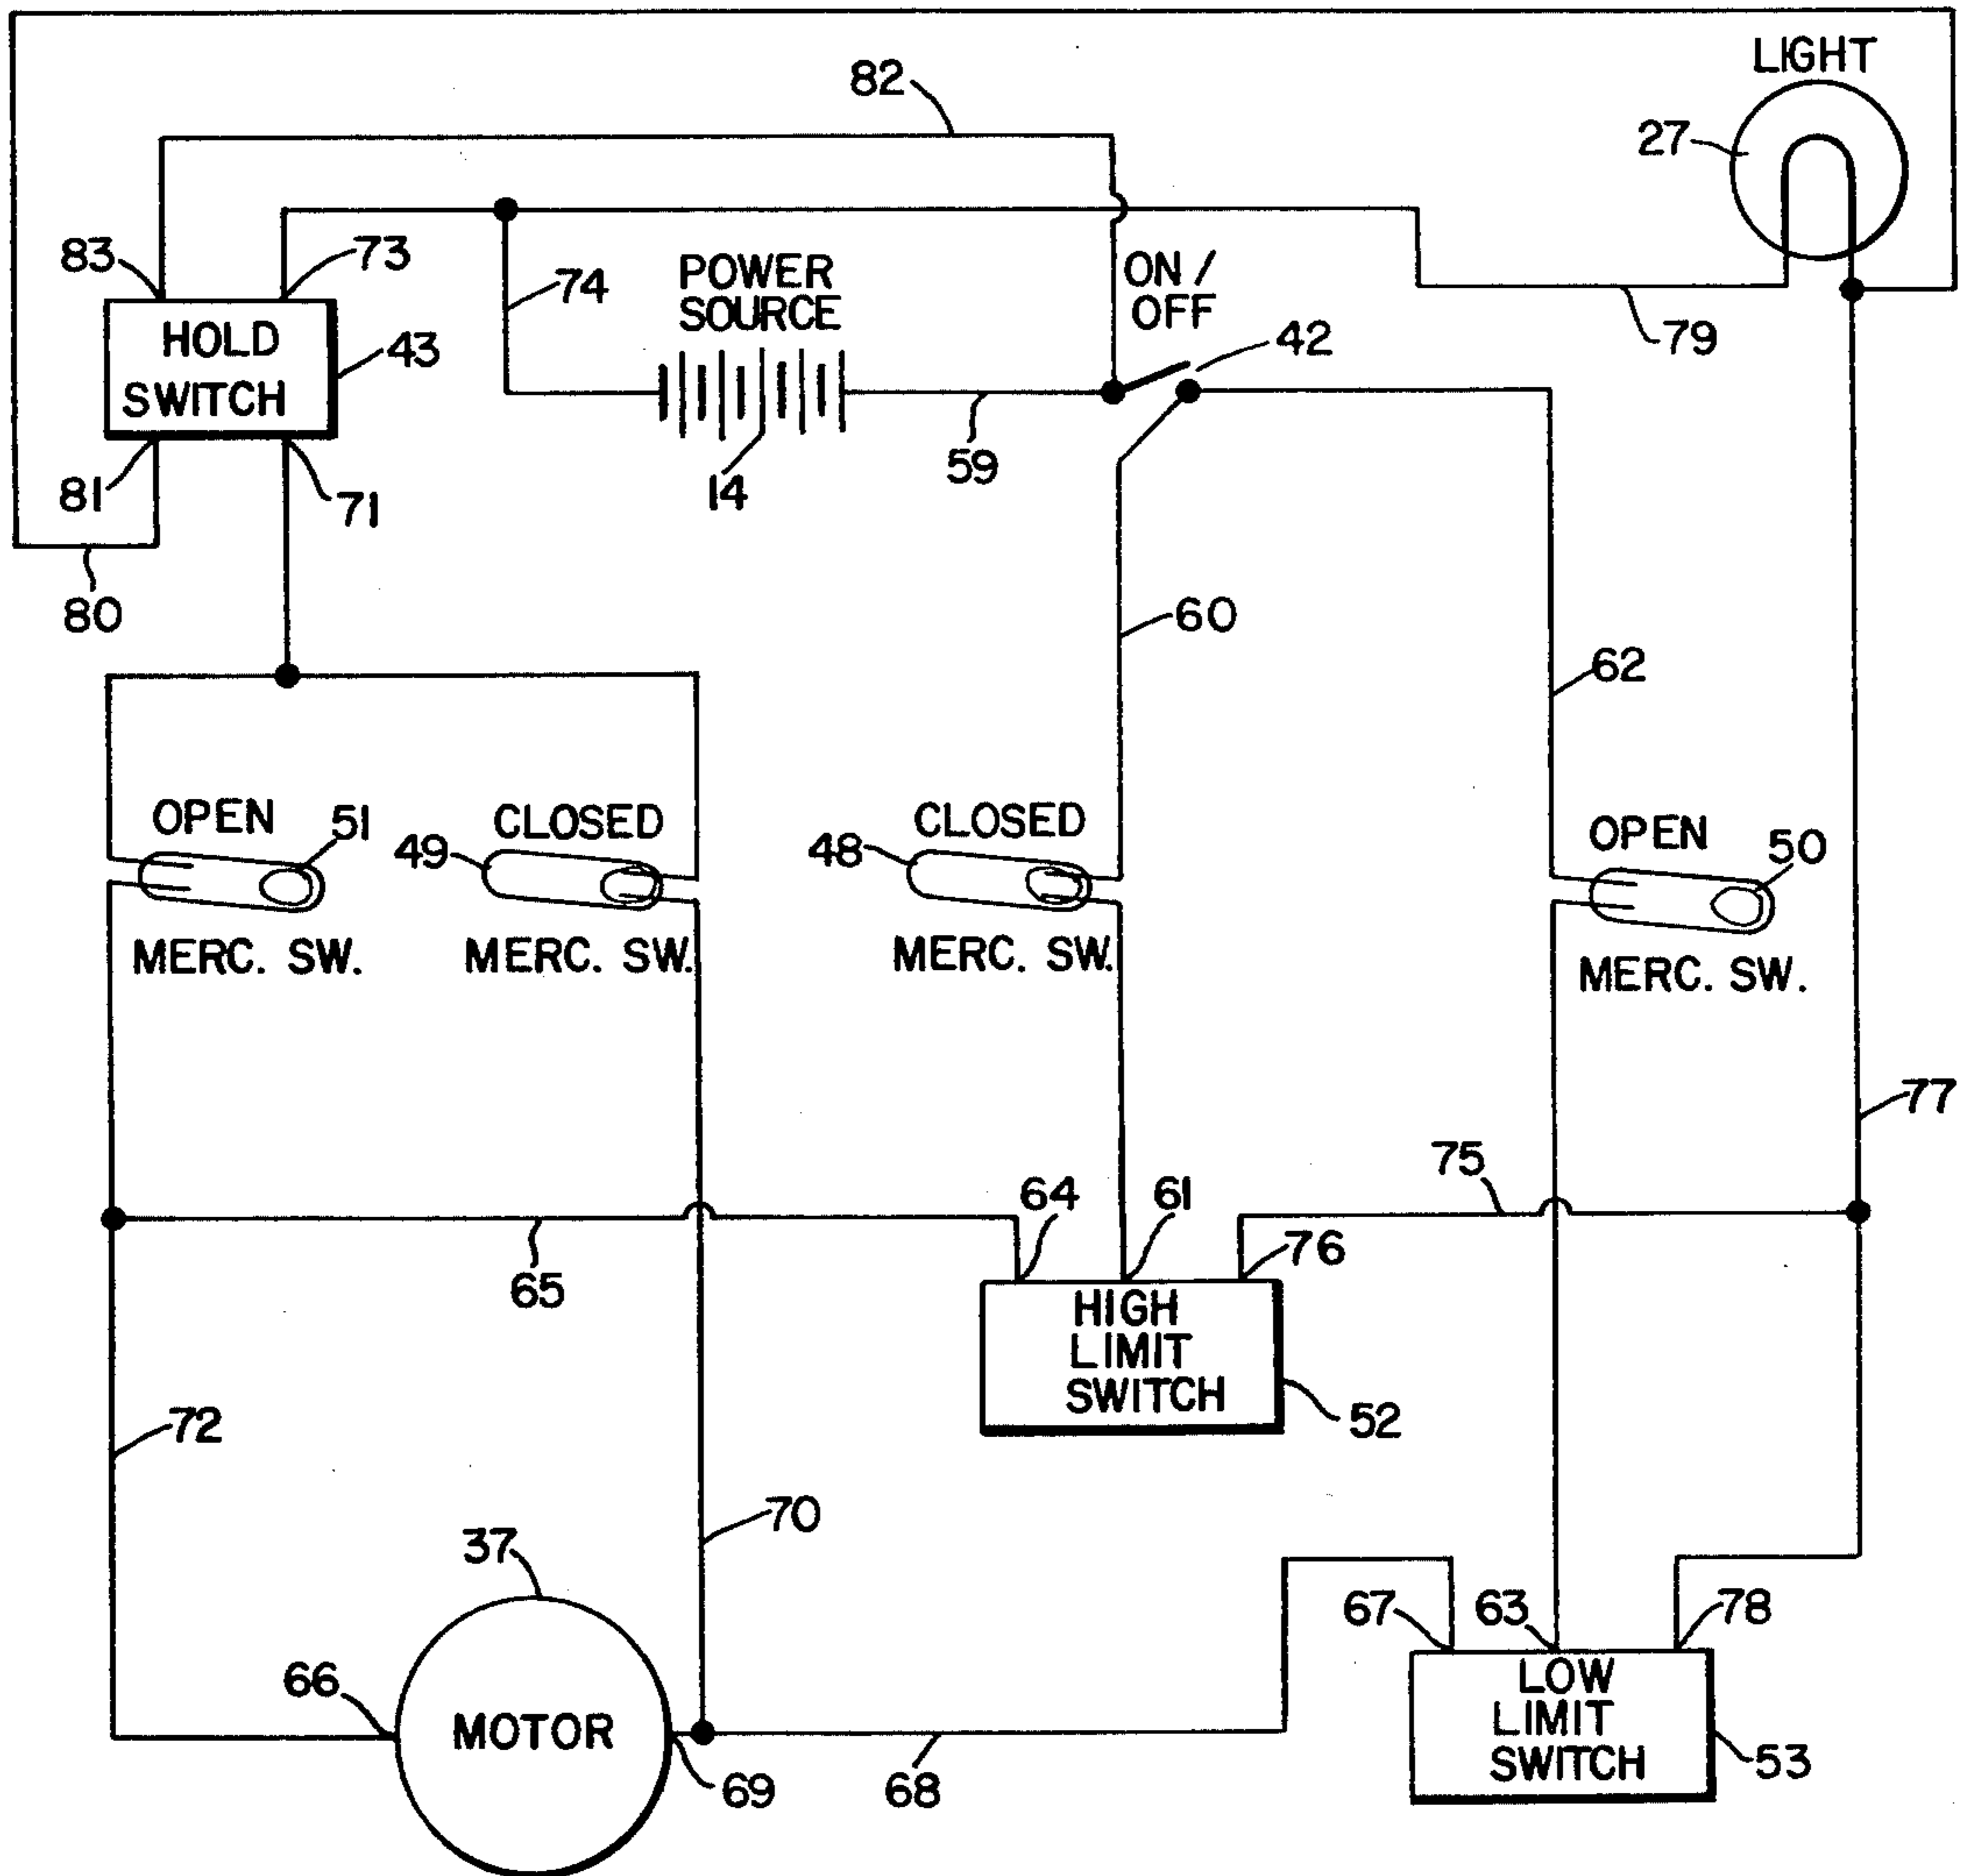 LIGHT
82
27
83
73
74
POWER
SOURCE
ON /
OFF
79
HOLD
SWITCH
43
42
81
71
14
59
80
60
62
OPEN
51
49
CLOSED
CLOSED
48
OPEN
50
MERC. SW.
MERC. SW.
MERC. SW.
MERC. SW.
77
75
64
61
76
65
HIGH
LIMIT
SWITCH
52
72
70
37
67
63
78
66
MOTOR
69
68
LOW
LIMIT
SWITCH
53